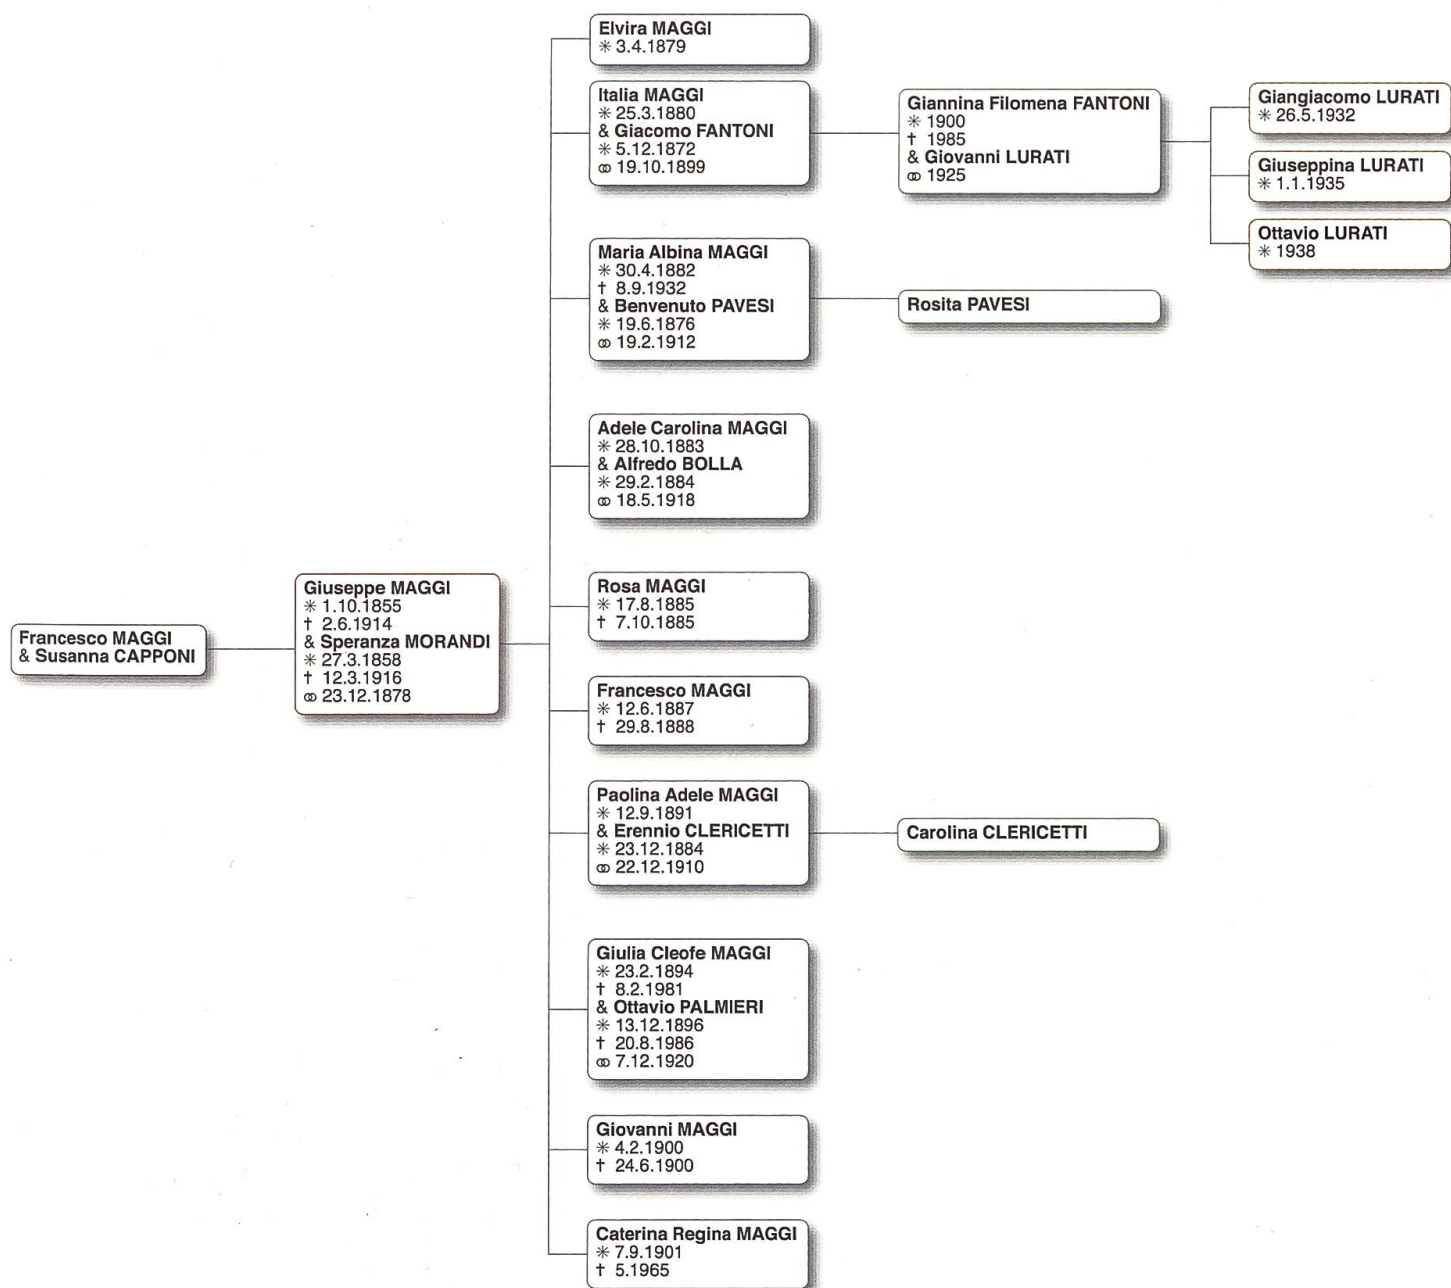 Francesco MAGGI
& Susanna CAPPONI
Giuseppe MAGGI
✳ 1.10.1855
† 2.6.1914
& Speranza MORANDI
✳ 27.3.1858
† 12.3.1916
⚭ 23.12.1878
Elvira MAGGI
✳ 3.4.1879
Italia MAGGI
✳ 25.3.1880
& Giacomo FANTONI
✳ 5.12.1872
⚭ 19.10.1899
Giannina Filomena FANTONI
✳ 1900
† 1985
& Giovanni LURATI
⚭ 1925
Giangiacomo LURATI
✳ 26.5.1932
Giuseppina LURATI
✳ 1.1.1935
Ottavio LURATI
✳ 1938
Maria Albina MAGGI
✳ 30.4.1882
† 8.9.1932
& Benvenuto PAVESI
✳ 19.6.1876
⚭ 19.2.1912
Rosita PAVESI
Adele Carolina MAGGI
✳ 28.10.1883
& Alfredo BOLLA
✳ 29.2.1884
⚭ 18.5.1918
Rosa MAGGI
✳ 17.8.1885
† 7.10.1885
Francesco MAGGI
✳ 12.6.1887
† 29.8.1888
Paolina Adele MAGGI
✳ 12.9.1891
& Erennio CLERICETTI
✳ 23.12.1884
⚭ 22.12.1910
Carolina CLERICETTI
Giulia Cleofe MAGGI
✳ 23.2.1894
† 8.2.1981
& Ottavio PALMIERI
✳ 13.12.1896
† 20.8.1986
⚭ 7.12.1920
Giovanni MAGGI
✳ 4.2.1900
† 24.6.1900
Caterina Regina MAGGI
✳ 7.9.1901
† 5.1965